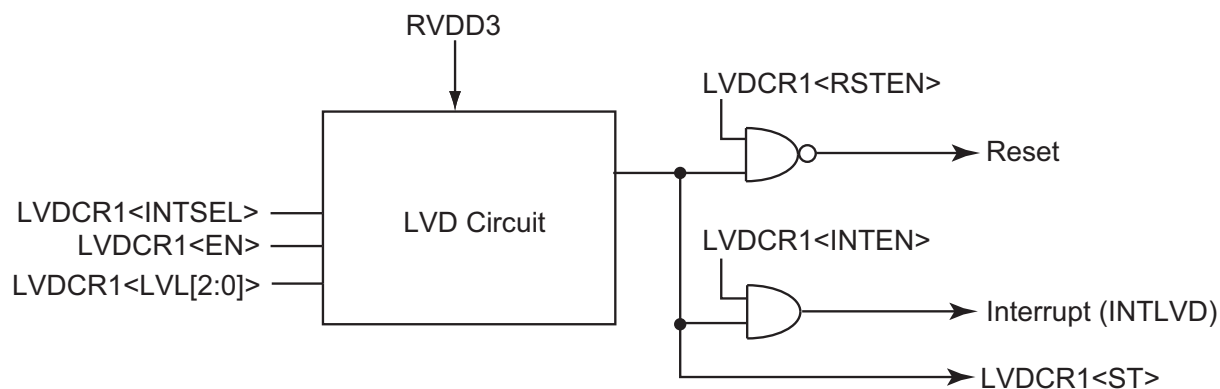 RVDD3
LVDCR1<RSTEN>
Reset
LVDCR1<INTSEL>
LVD Circuit
LVDCR1<EN>
LVDCR1<INTEN>
LVDCR1<LVL[2:0]>
Interrupt (INTLVD)
LVDCR1<ST>